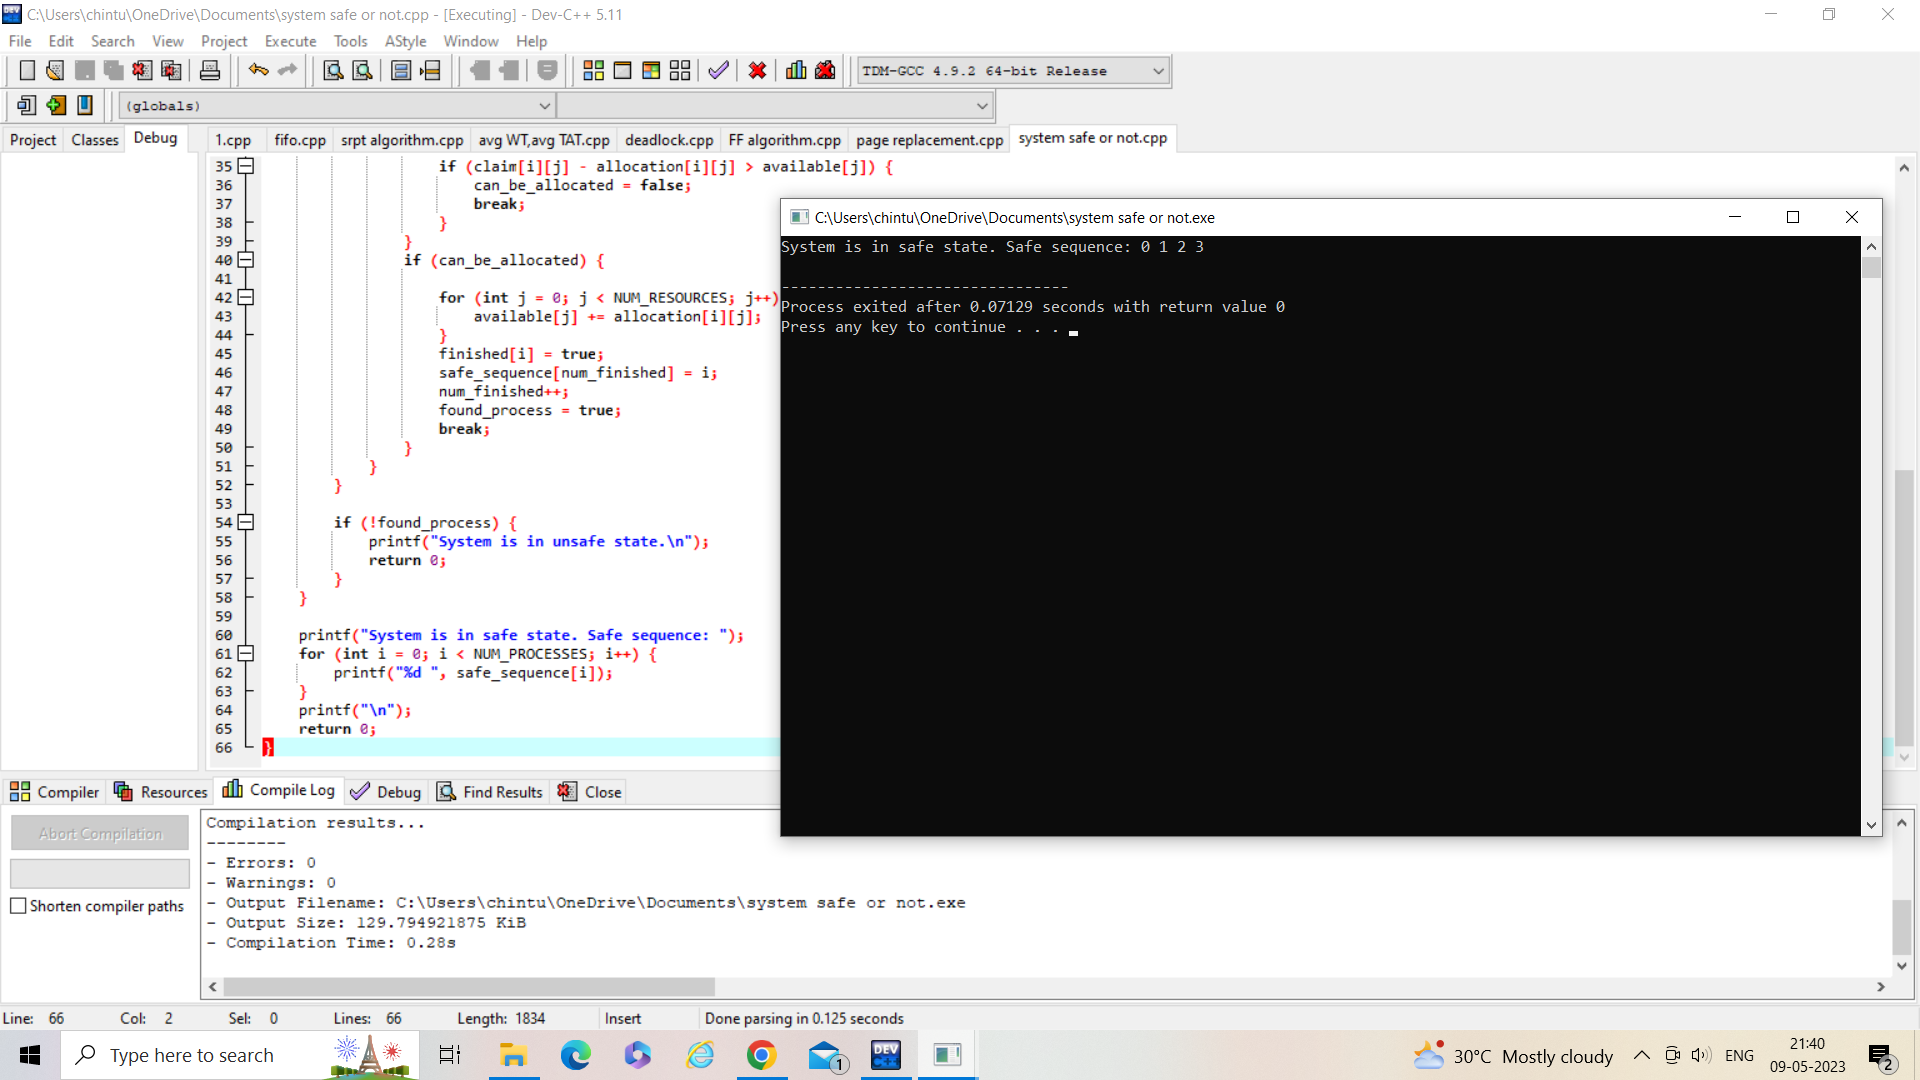 C:\Users\chintu\OneDrive\Documents\system safe or not.cpp - [Executing] - Dev-C++ 5.11
File Edit Search View Project Execute Tools AStyle Window Help
TDM-GCC 4.9.2 64-bit Release
(globals)
Project Classes Debug
1.cpp fifo.cpp srpt algorithm.cpp avg WT,avg TAT.cpp deadlock.cpp FF algorithm.cpp page replacement.cpp system safe or not.cpp
35 if (claim[i][j] - allocation[i][j] > available[j]) {
36 can_be_allocated = false;
37 break;
38 }
39 }
40 if (can_be_allocated) {
41
42 for (int j = 0; j < NUM_RESOURCES; j++)
43 available[j] += allocation[i][j];
44 }
45 finished[i] = true;
46 safe_sequence[num_finished] = i;
47 num_finished++;
48 found_process = true;
49 break;
50 }
51 }
52 }
53
54 if (!found_process) {
55 printf("System is in unsafe state.\n");
56 return 0;
57 }
58 }
59
60 printf("System is in safe state. Safe sequence: ");
61 for (int i = 0; i < NUM_PROCESSES; i++) {
62 printf("%d ", safe_sequence[i]);
63 }
64 printf("\n");
65 return 0;
66 }
C:\Users\chintu\OneDrive\Documents\system safe or not.exe
System is in safe state. Safe sequence: 0 1 2 3
--------------------------------
Process exited after 0.07129 seconds with return value 0
Press any key to continue . . .
Compiler Resources Compile Log Debug Find Results Close
Abort Compilation
Shorten compiler paths
Compilation results...
--------
- Errors: 0
- Warnings: 0
- Output Filename: C:\Users\chintu\OneDrive\Documents\system safe or not.exe
- Output Size: 129.794921875 KiB
- Compilation Time: 0.28s
Line: 66 Col: 2 Sel: 0 Lines: 66 Length: 1834 Insert Done parsing in 0.125 seconds
Type here to search
1
DEV C++
30°C Mostly cloudy
ENG
21:40
09-05-2023
2